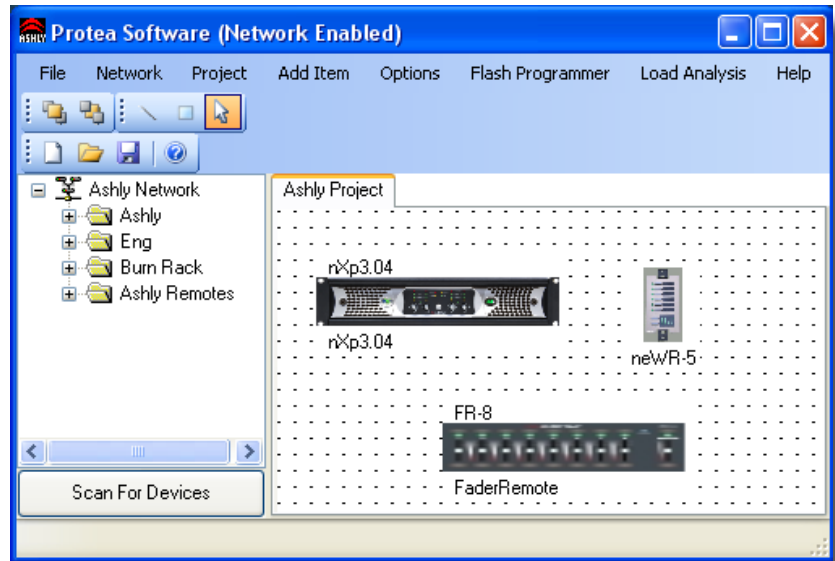 ASHLY Protea Software (Network Enabled)
File Network Project Add Item Options Flash Programmer Load Analysis Help
Ashly Network
Ashly
Eng
Burn Rack
Ashly Remotes
Scan For Devices
Ashly Project
nXp3.04
nXp3.04
neWR-5
FR-8
FaderRemote